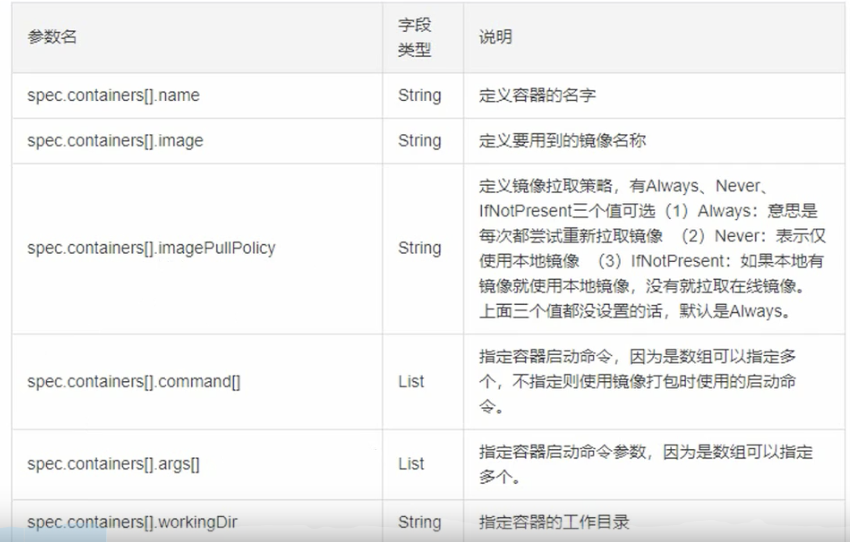 参数名
字段
类型
说明
spec.containers[].name
String
定义容器的名字
spec.containers[].image
String
定义要用到的镜像名称
spec.containers[].imagePullPolicy
String
定义镜像拉取策略，有Always、Never、
IfNotPresent三个值可选（1）Always：意思是
每次都尝试重新拉取镜像 （2）Never：表示仅
使用本地镜像 （3）IfNotPresent：如果本地有
镜像就使用本地镜像，没有就拉取在线镜像。
上面三个值都没设置的话，默认是Always。
spec.containers[].command[]
List
指定容器启动命令，因为是数组可以指定多
个，不指定则使用镜像打包时使用的启动命
令。
spec.containers[].args[]
List
指定容器启动命令参数，因为是数组可以指定
多个。
spec.containers[].workingDir
String
指定容器的工作目录